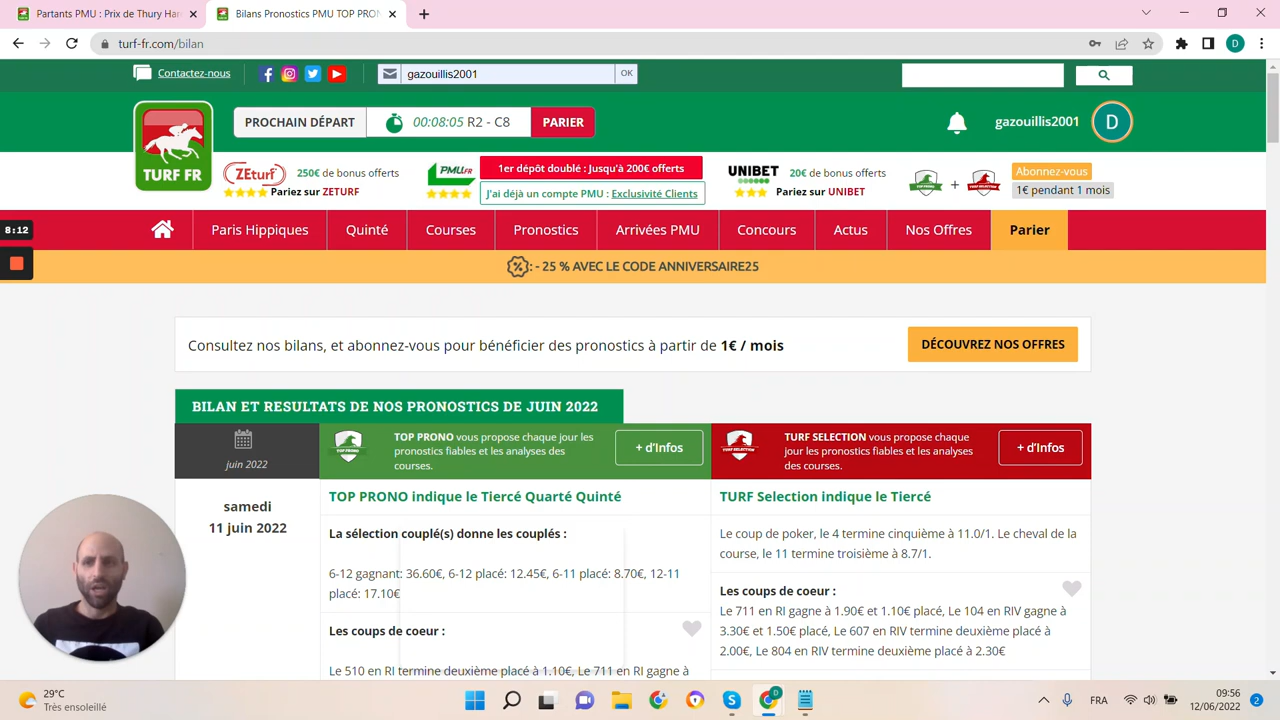 Partants PMU : Prix de Thury Har
Bilans Pronostics PMU TOP PRON
turf-fr.com/bilan
D
Contactez-nous
gazouillis2001
OK
TURF FR
PROCHAIN DÉPART
00:08:05 R2 - C8
PARIER
gazouillis2001
D
ZEturf
250€ de bonus offerts
Pariez sur ZETURF
PMU.FR
1er dépôt doublé : Jusqu'à 200€ offerts
J'ai déjà un compte PMU : Exclusivité Clients
UNIBET
20€ de bonus offerts
Pariez sur UNIBET
TOP PRONO
+
TURF SELECTION
Abonnez-vous
1€ pendant 1 mois
8:12
Paris Hippiques
Quinté
Courses
Pronostics
Arrivées PMU
Concours
Actus
Nos Offres
Parier
: - 25 % AVEC LE CODE ANNIVERSAIRE25
Consultez nos bilans, et abonnez-vous pour bénéficier des pronostics à partir de 1€ / mois
DÉCOUVREZ NOS OFFRES
BILAN ET RESULTATS DE NOS PRONOSTICS DE JUIN 2022
juin 2022
TOP PRONO
TOP PRONO vous propose chaque jour les
pronostics fiables et les analyses des
courses.
+ d'Infos
TURF SELECTION
TURF SELECTION vous propose chaque
jour les pronostics fiables et les analyses
des courses.
+ d'Infos
samedi
11 juin 2022
TOP PRONO indique le Tiercé Quarté Quinté
La sélection couplé(s) donne les couplés :
6-12 gagnant: 36.60€, 6-12 placé: 12.45€, 6-11 placé: 8.70€, 12-11
placé: 17.10€
Les coups de coeur :
Le 510 en RI termine deuxième placé à 1.10€, Le 711 en RI gagne à
TURF Selection indique le Tiercé
Le coup de poker, le 4 termine cinquième à 11.0/1. Le cheval de la
course, le 11 termine troisième à 8.7/1.
Les coups de coeur :
Le 711 en RI gagne à 1.90€ et 1.10€ placé, Le 104 en RIV gagne à
3.30€ et 1.50€ placé, Le 607 en RIV termine deuxième placé à
2.00€, Le 804 en RIV termine deuxième placé à 2.30€
29°C
Très ensoleillé
D
FRA
09:56
12/06/2022
2